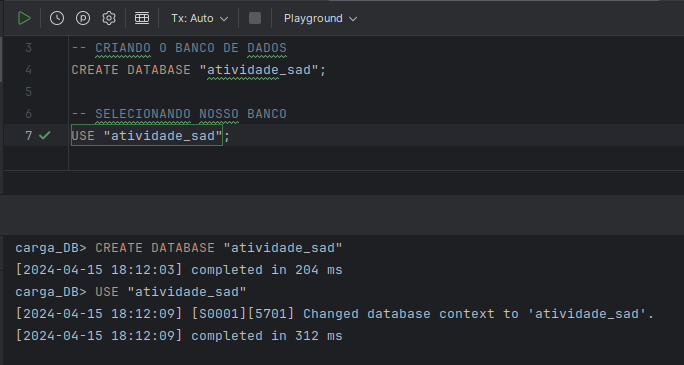 Tx: Auto Playground
3 -- CRIANDO O BANCO DE DADOS
4 CREATE DATABASE "atividade_sad";
5
6 -- SELECIONANDO NOSSO BANCO
7 USE "atividade_sad";
carga_DB> CREATE DATABASE "atividade_sad"
[2024-04-15 18:12:03] completed in 204 ms
carga_DB> USE "atividade_sad"
[2024-04-15 18:12:09] [S0001][5701] Changed database context to 'atividade_sad'.
[2024-04-15 18:12:09] completed in 312 ms